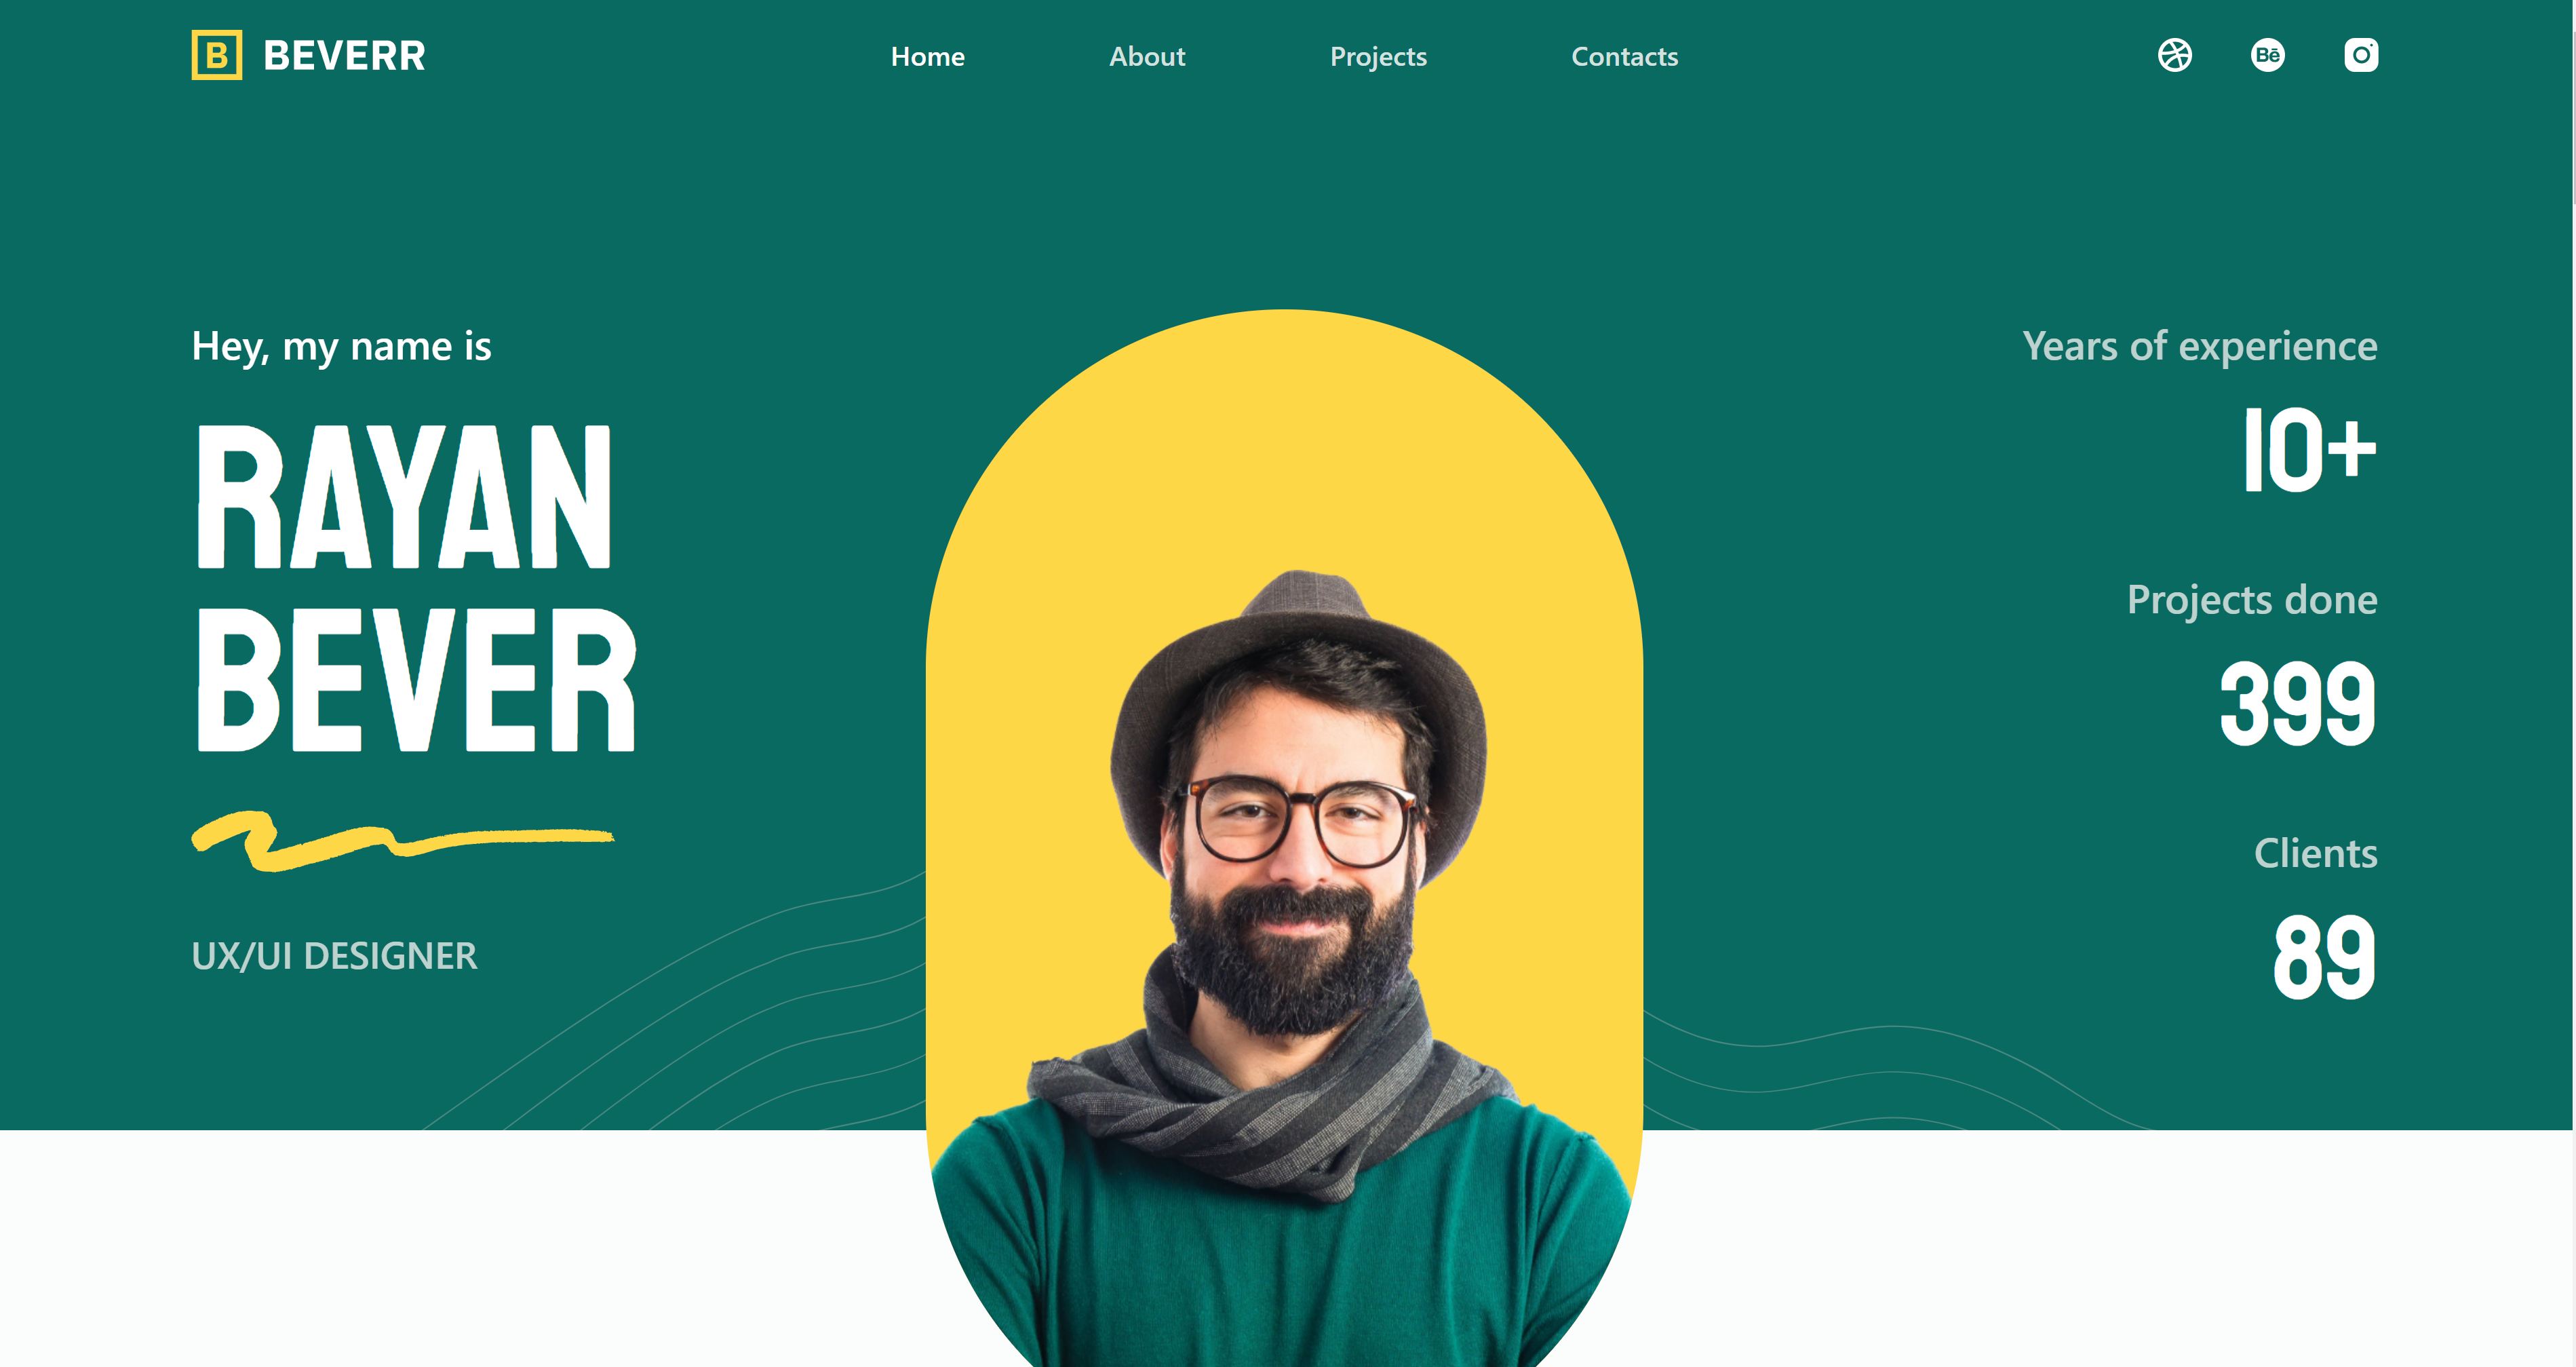 B BEVERR
Home About Projects Contacts
Bē
Hey, my name is
RAYAN
BEVER
UX/UI DESIGNER
Years of experience
10+
Projects done
399
Clients
89